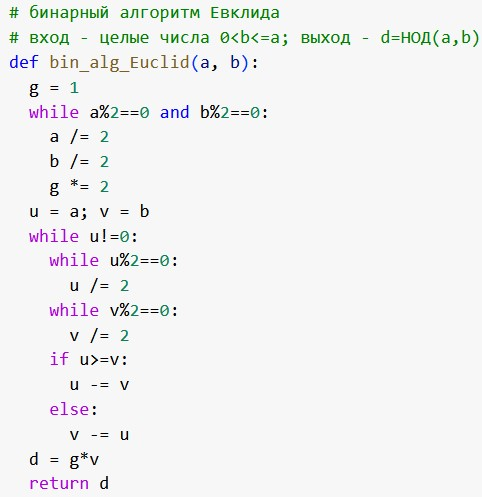 # бинарный алгоритм Евклида
# вход - целые числа 0<b<=a; выход - d=НОД(a,b)
def bin_alg_Euclid(a, b):
  g = 1
  while a%2==0 and b%2==0:
    a /= 2
    b /= 2
    g *= 2
  u = a; v = b
  while u!=0:
    while u%2==0:
      u /= 2
    while v%2==0:
      v /= 2
    if u>=v:
      u -= v
    else:
      v -= u
  d = g*v
  return d